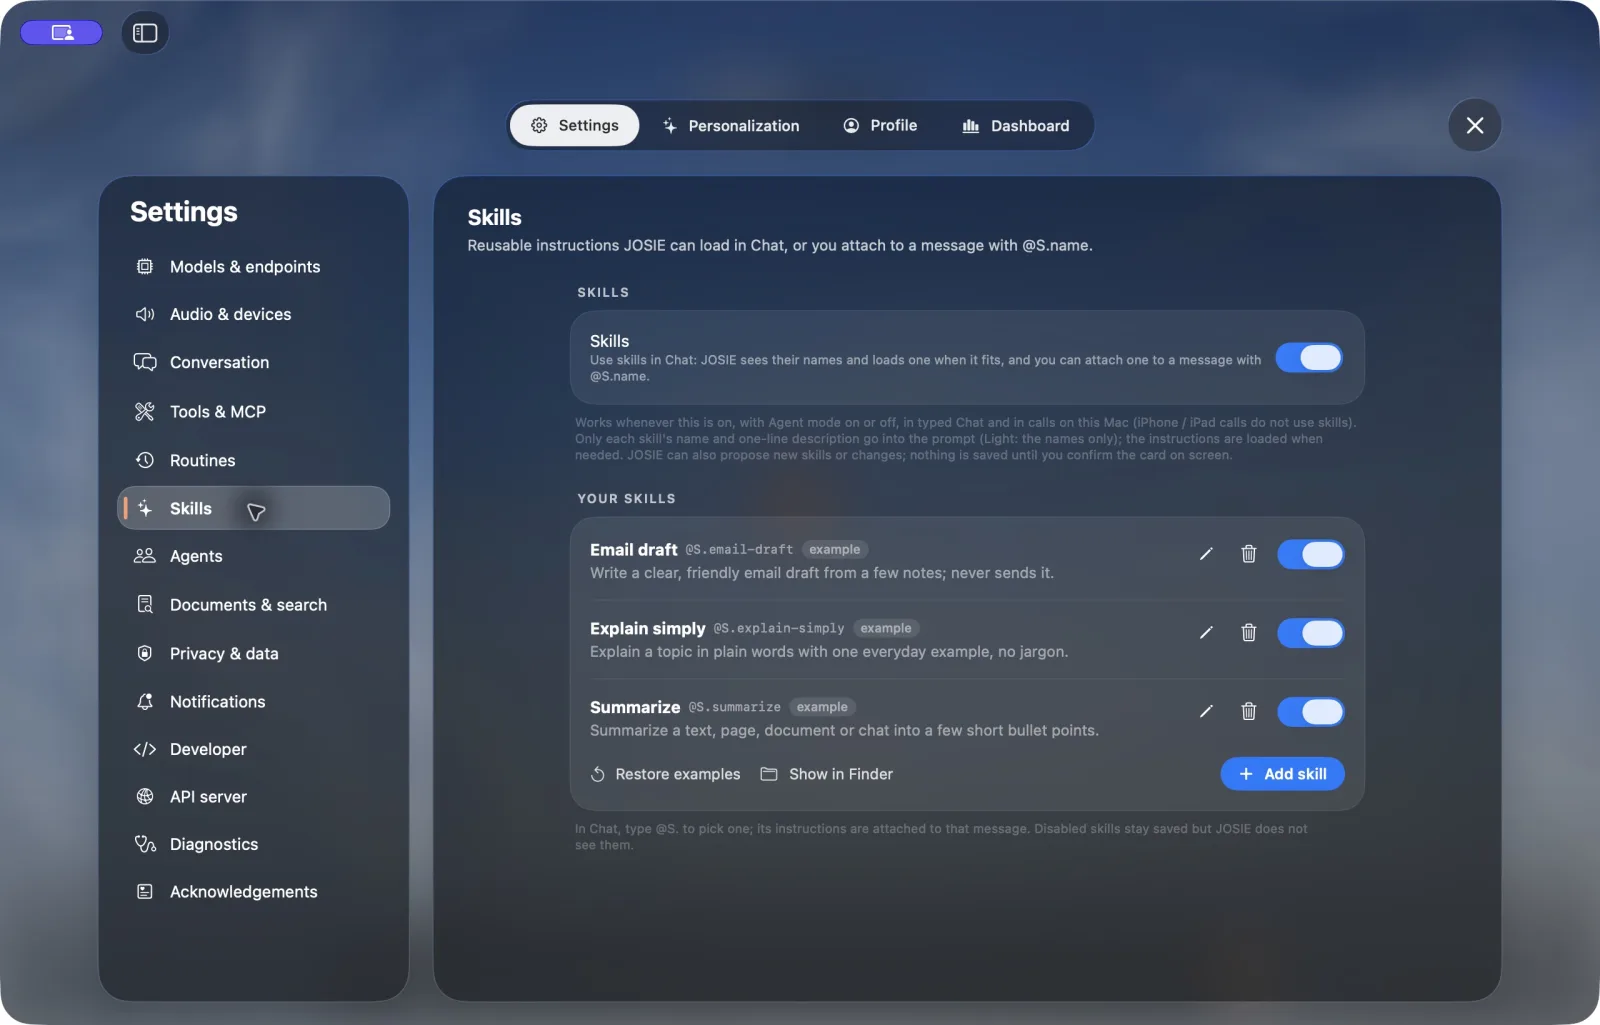 Settings
Personalization
Profile
Dashboard
Settings
Models & endpoints
Audio & devices
Conversation
Tools & MCP
Routines
Skills
Agents
Documents & search
Privacy & data
Notifications
Developer
API server
Diagnostics
Acknowledgements
Skills
Reusable instructions JOSIE can load in Chat, or you attach to a message with @S.name.
SKILLS
Skills
Use skills in Chat: JOSIE sees their names and loads one when it fits, and you can attach one to a message with
@S.name.
Works whenever this is on, with Agent mode on or off, in typed Chat and in calls on this Mac (iPhone / iPad calls do not use skills).
Only each skill's name and one-line description go into the prompt (Light: the names only); the instructions are loaded when
needed. JOSIE can also propose new skills or changes; nothing is saved until you confirm the card on screen.
YOUR SKILLS
Email draft @S.email-draft example
Write a clear, friendly email draft from a few notes; never sends it.
Explain simply @S.explain-simply example
Explain a topic in plain words with one everyday example, no jargon.
Summarize @S.summarize example
Summarize a text, page, document or chat into a few short bullet points.
Restore examples Show in Finder + Add skill
In Chat, type @S. to pick one; its instructions are attached to that message. Disabled skills stay saved but JOSIE does not
see them.